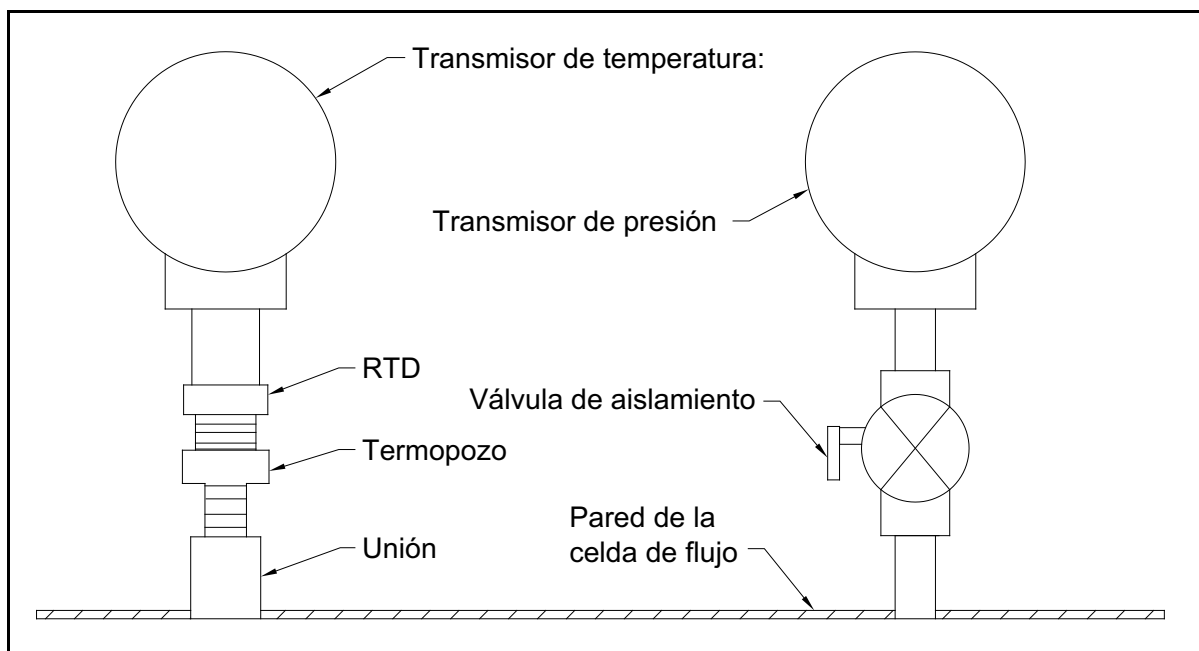 Transmisor de temperatura:
Transmisor de presión
RTD
Válvula de aislamiento
Termopozo
Pared de la
celda de flujo
Unión